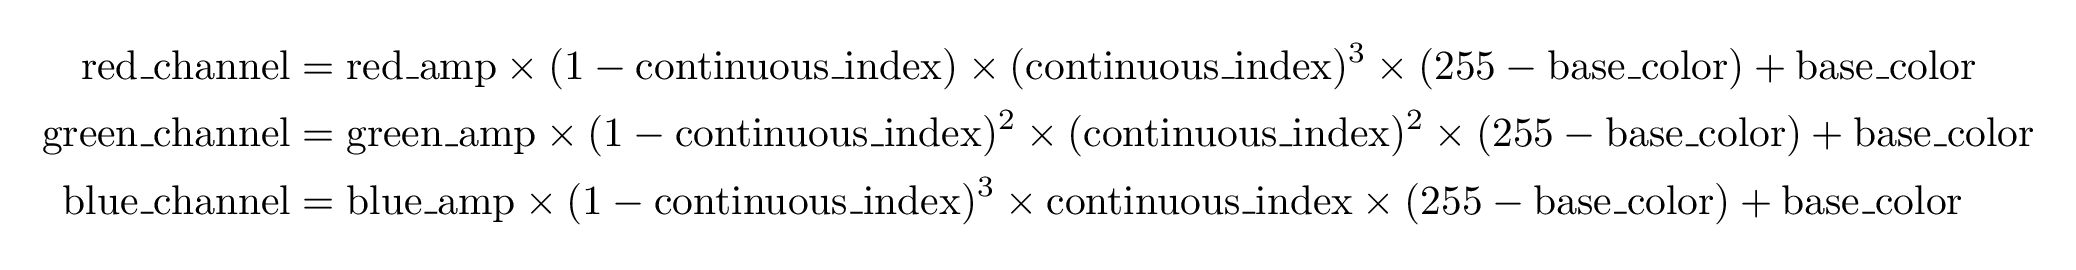 red_channel = red_amp × (1 − continuous_index) × (continuous_index)³ × (255 − base_color) + base_color
green_channel = green_amp × (1 − continuous_index)² × (continuous_index)² × (255 − base_color) + base_color
blue_channel = blue_amp × (1 − continuous_index)³ × continuous_index × (255 − base_color) + base_color